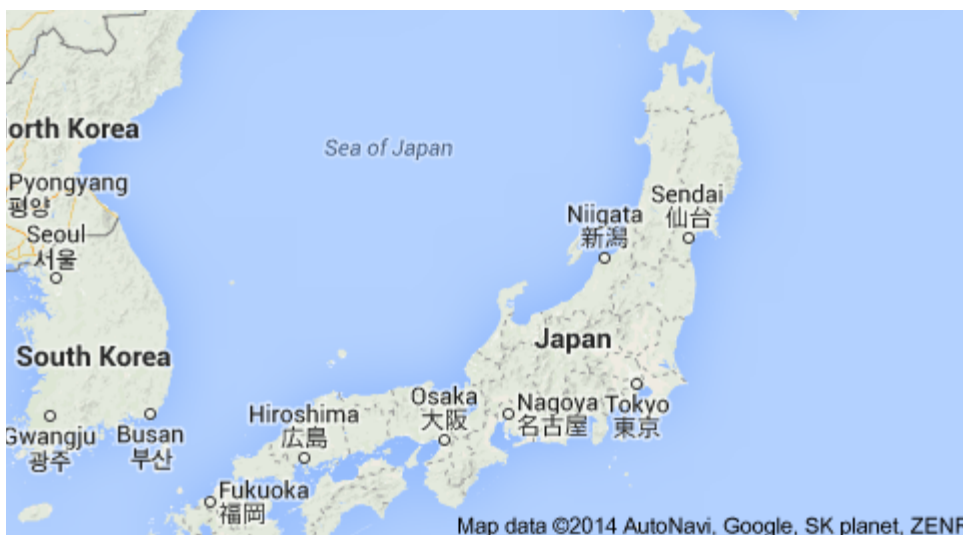 orth Korea
Sea of Japan
Pyongyang
평양
Sendai
仙台
Niigata
新潟
Seoul
서울
Japan
South Korea
Osaka
大阪
Nagoya
名古屋
Tokyo
東京
Hiroshima
広島
Gwangju
광주
Busan
부산
Fukuoka
福岡
Map data ©2014 AutoNavi, Google, SK planet, ZENR